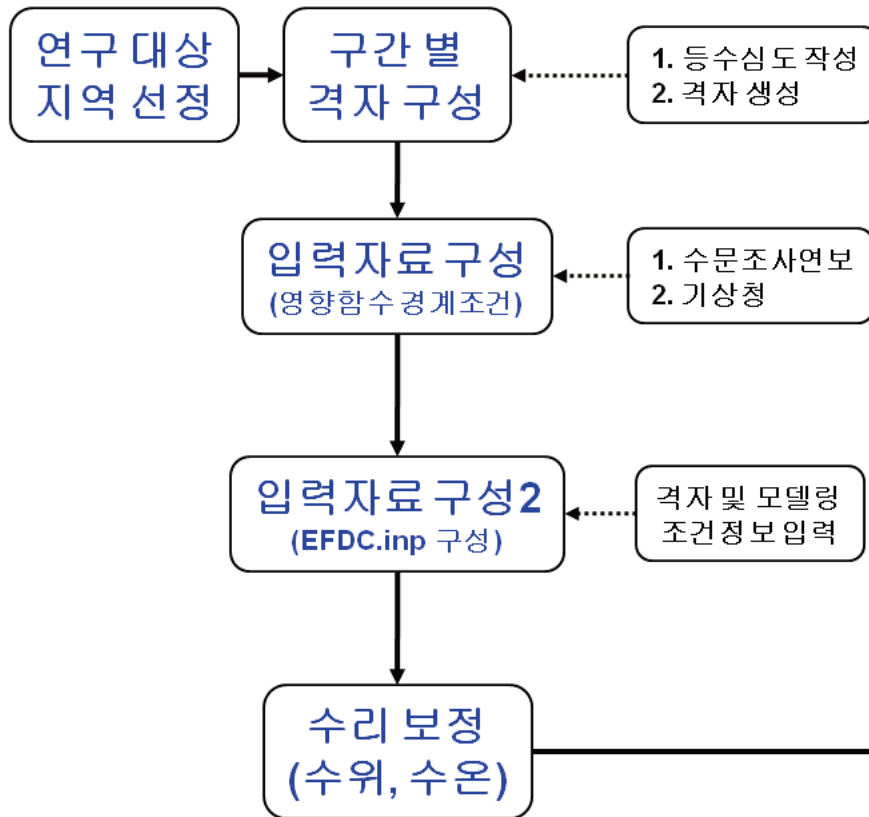 연구 대상
지역 선정
구간 별
격자 구성
1. 등수심도 작성
2. 격자 생성
입력자료 구성
(영향함수 경계조건)
1. 수문조사연보
2. 기상청
입력자료 구성2
(EFDC.inp 구성)
격자 및 모델링
조건정보 입력
수리 보정
(수위, 수온)